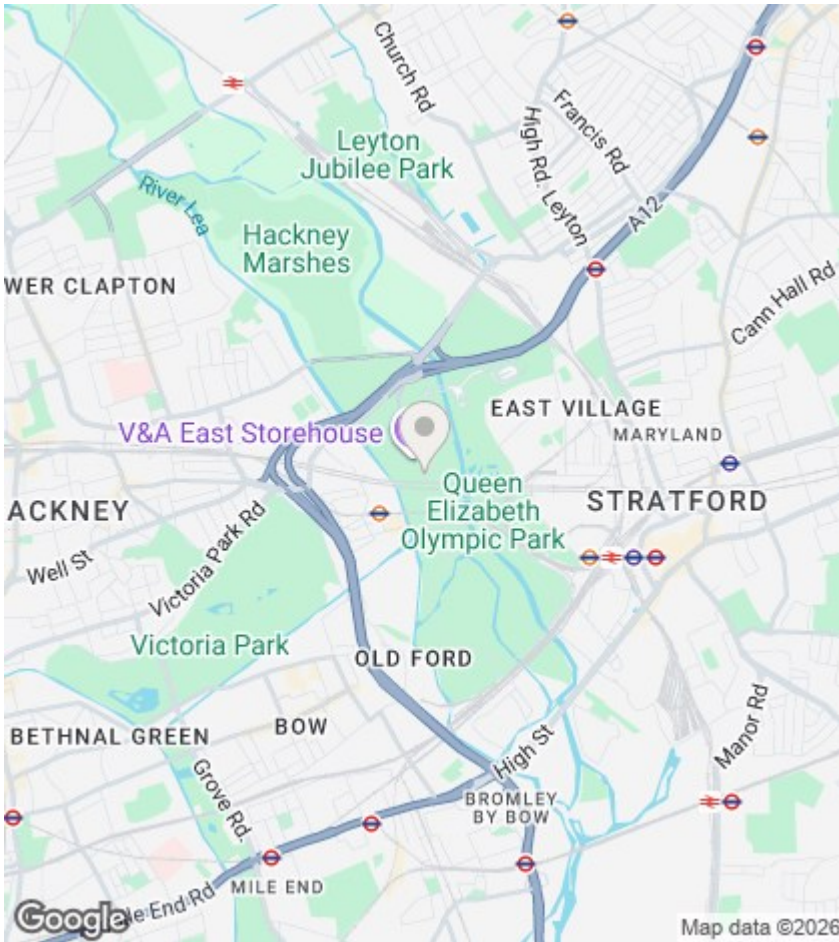 Church Rd
Francis Rd
High Rd. Leyton
Leyton
Jubilee Park
River Lea
A12
Hackney
Marshes
WER CLAPTON
Cann Hall Rd
EAST VILLAGE
V&A East Storehouse
MARYLAND
Queen
Elizabeth
Olympic Park
STRATFORD
ACKNEY
Well St
Victoria Park Rd
Victoria Park
OLD FORD
Manor Rd
BETHNAL GREEN
BOW
High St
Grove Rd.
BROMLEY
BY BOW
MILE END
ile End Rd
Google
Map data ©2026